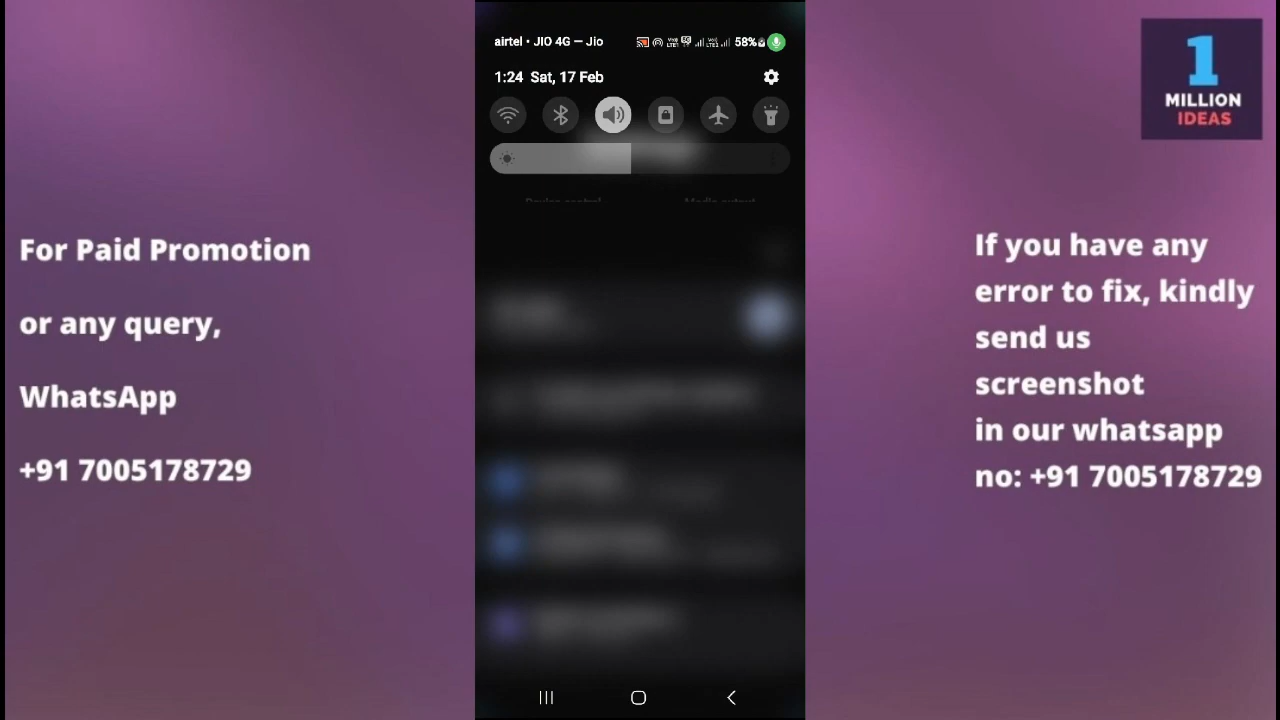 For Paid Promotion
or any query,
WhatsApp
+91 7005178729
airtel • JIO 4G — Jio
58%
1:24 Sat, 17 Feb
1
MILLION
IDEAS
If you have any
error to fix, kindly
send us
screenshot
in our whatsapp
no: +91 7005178729